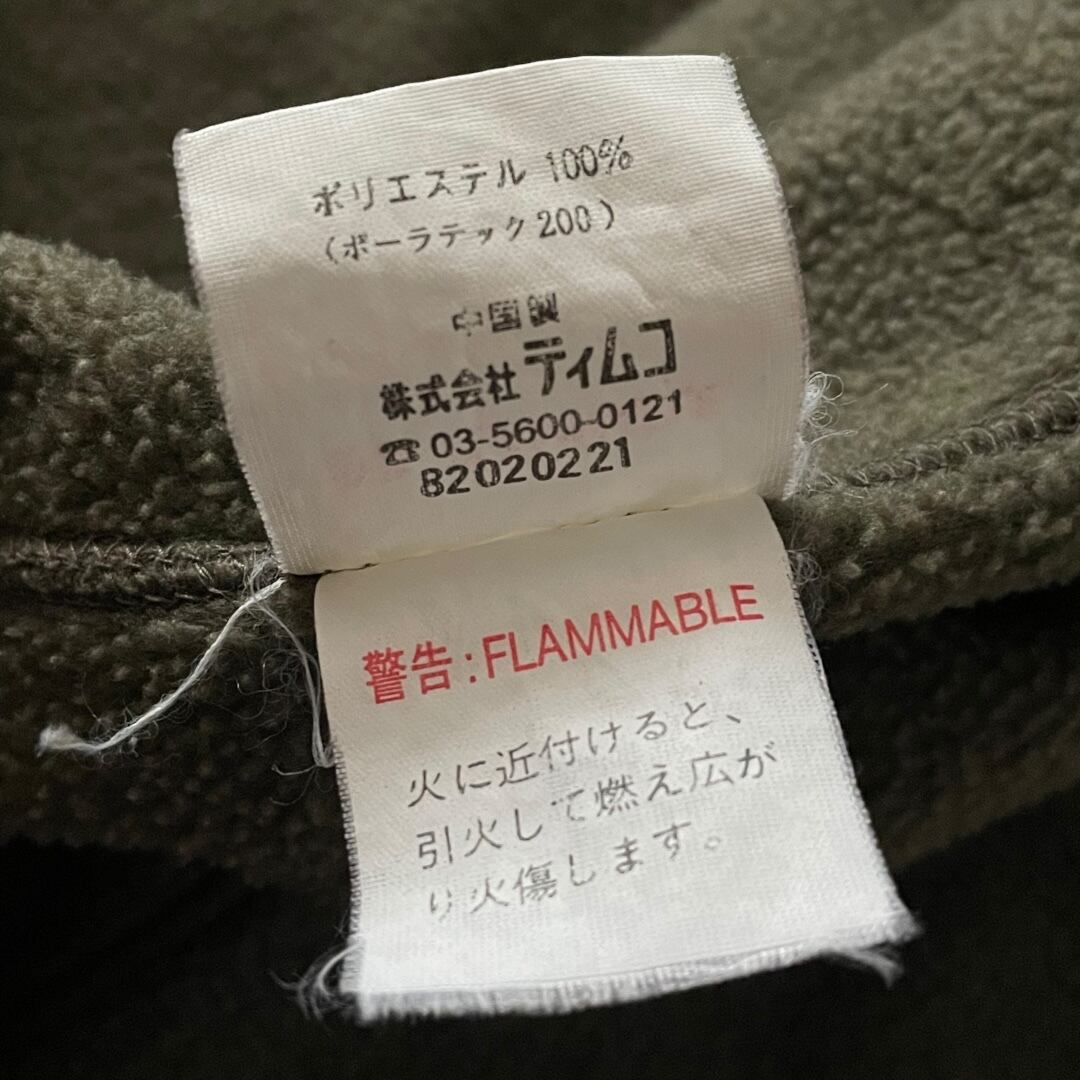 ポリエステル 100%
（ポーラテック200）
中国製
株式会社ティムコ
☎03-5600-0121
82020221
警告：FLAMMABLE
火に近付けると、
引火して燃え広が
り火傷します。